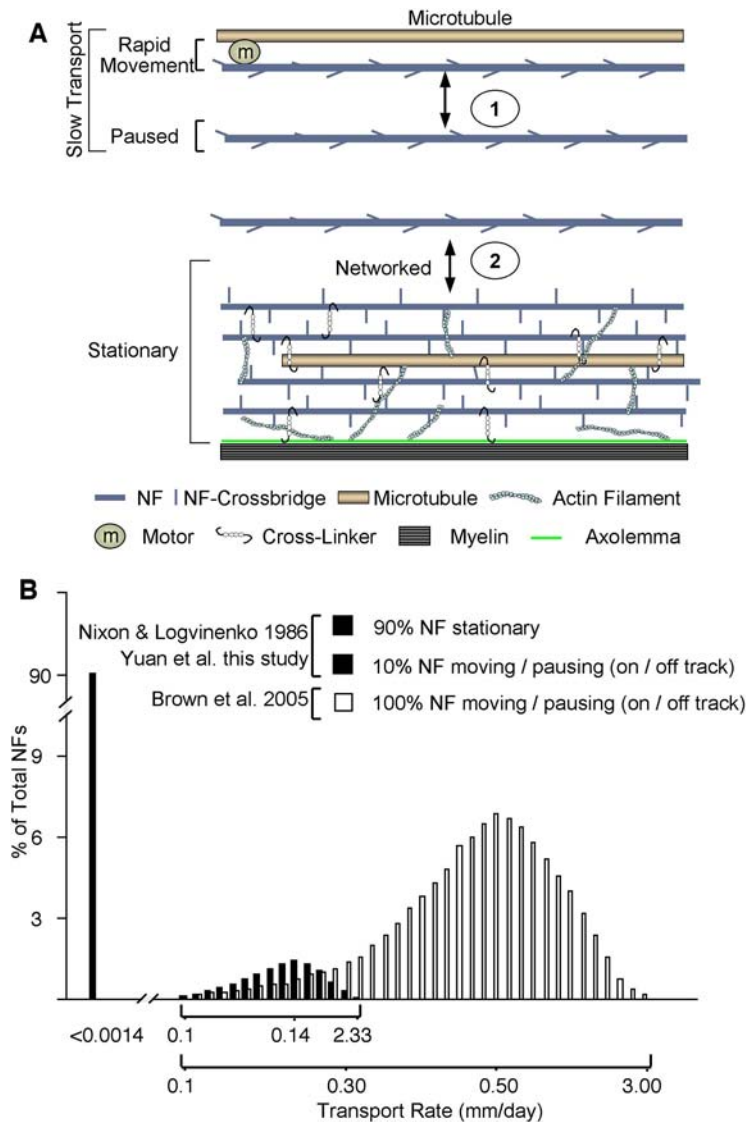 A
Microtubule
Slow Transport
Rapid
Movement
m
1
Paused
Networked
2
Stationary
NF
NF-Crossbridge
Microtubule
Actin Filament
m
Motor
Cross-Linker
Myelin
Axolemma
B
Nixon & Logvinenko 1986
90% NF stationary
Yuan et al. this study
10% NF moving / pausing (on / off track)
Brown et al. 2005
100% NF moving / pausing (on / off track)
% of Total NFs
90
9
6
3
<0.0014
0.1
0.14
2.33
0.1
0.30
0.50
3.00
Transport Rate (mm/day)